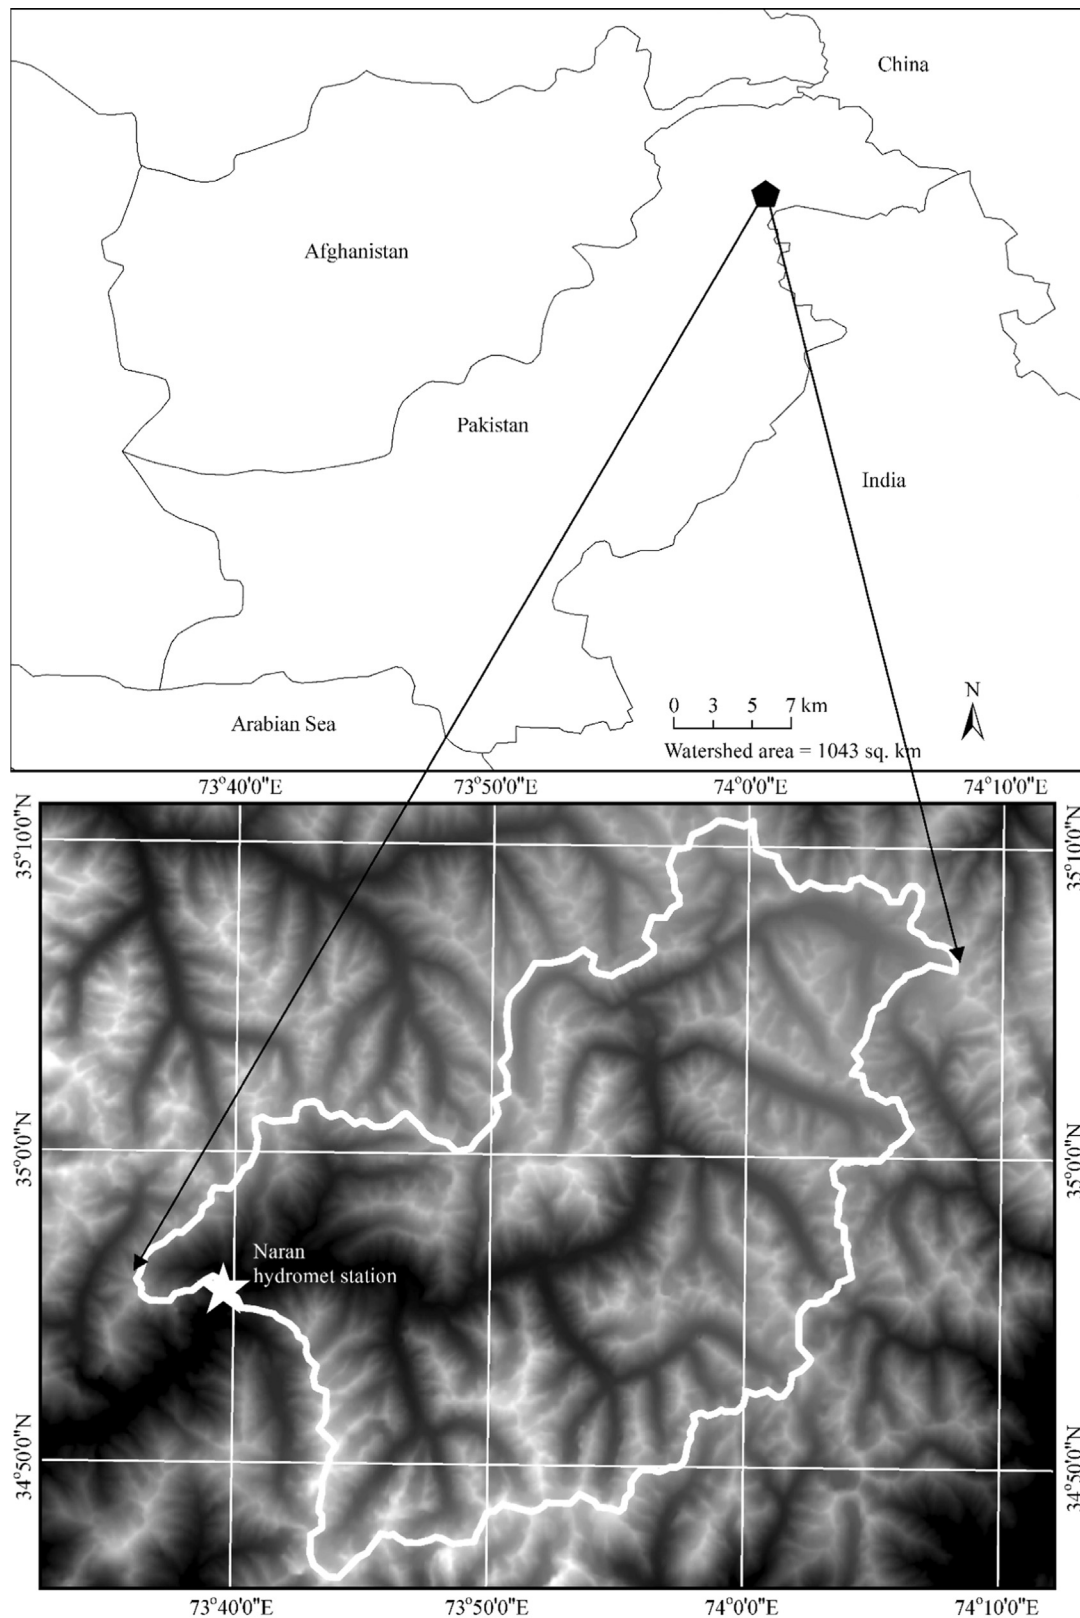 China
Afghanistan
Pakistan
India
Arabian Sea
0 3 5 7 km
N
Watershed area = 1043 sq. km
73°40'0"E 73°50'0"E 74°0'0"E 74°10'0"E
35°10'0"N
35°10'0"N
35°0'0"N
35°0'0"N
Naran
hydromet station
34°50'0"N
34°50'0"N
73°40'0"E 73°50'0"E 74°0'0"E 74°10'0"E